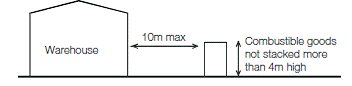 10m max
Warehouse
Combustible goods
not stacked more
than 4m high